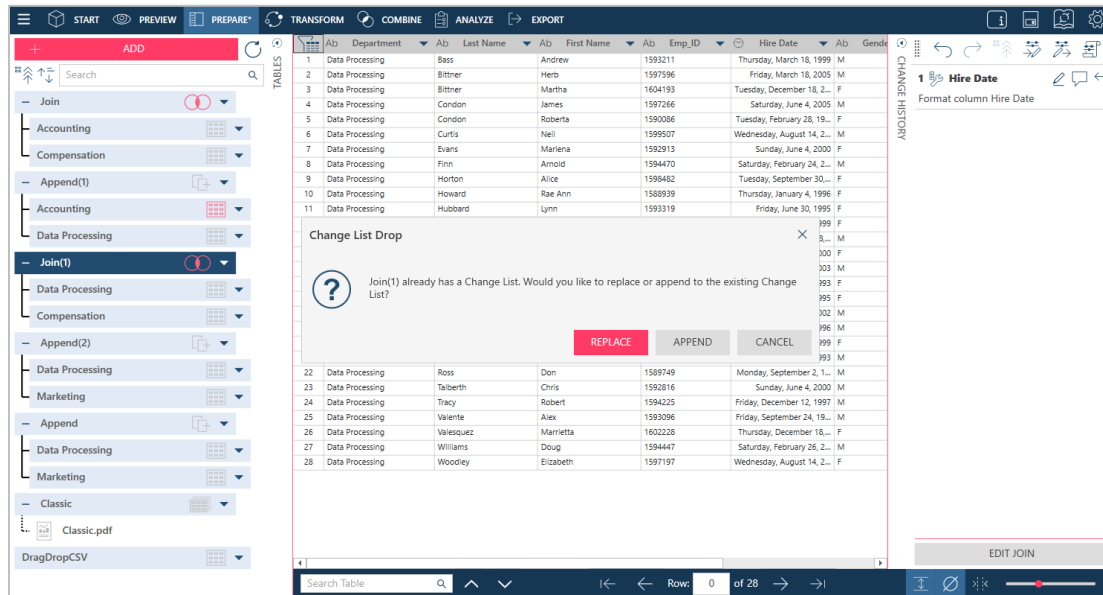 START PREVIEW PREPARE* TRANSFORM COMBINE ANALYZE EXPORT
ADD
Search
TABLES
Join
Accounting
Compensation
Append(1)
Accounting
Data Processing
Join(1)
Data Processing
Compensation
Append(2)
Data Processing
Marketing
Append
Data Processing
Marketing
Classic
Classic.pdf
DragDropCSV
Ab Department Ab Last Name Ab First Name Ab Emp_ID Hire Date Ab Gende
1 Data Processing Bass Andrew 1593211 Thursday, March 18, 1999 M
2 Data Processing Bittner Herb 1597596 Friday, March 18, 2005 M
3 Data Processing Bittner Martha 1604193 Tuesday, December 18, 2... F
4 Data Processing Condon James 1597266 Saturday, June 4, 2005 M
5 Data Processing Condon Roberta 1590086 Tuesday, February 28, 19... F
6 Data Processing Curtis Neil 1599507 Wednesday, August 14, 2... M
7 Data Processing Evans Marlena 1592913 Sunday, June 4, 2000 F
8 Data Processing Finn Arnold 1594470 Saturday, February 24, 2... M
9 Data Processing Horton Alice 1598482 Tuesday, September 30,... F
10 Data Processing Howard Rae Ann 1588939 Thursday, January 4, 1996 F
11 Data Processing Hubbard Lynn 1593319 Friday, June 30, 1995 F
999 F
8,... M
000 F
003 M
993 F
995 F
002 M
996 M
999 F
993 M
Change List Drop
Join(1) already has a Change List. Would you like to replace or append to the existing Change
List?
REPLACE APPEND CANCEL
22 Data Processing Ross Don 1589749 Monday, September 2, 1... M
23 Data Processing Talberth Chris 1592816 Sunday, June 4, 2000 M
24 Data Processing Tracy Robert 1594225 Friday, December 12, 1997 M
25 Data Processing Valente Alex 1593096 Friday, September 24, 19... M
26 Data Processing Valesquez Marrietta 1602228 Thursday, December 18,... F
27 Data Processing Williams Doug 1594447 Saturday, February 26, 2... M
28 Data Processing Woodley Elizabeth 1597197 Wednesday, August 14, 2... F
Search Table Row: 0 of 28
CHANGE HISTORY
1 Hire Date
Format column Hire Date
EDIT JOIN